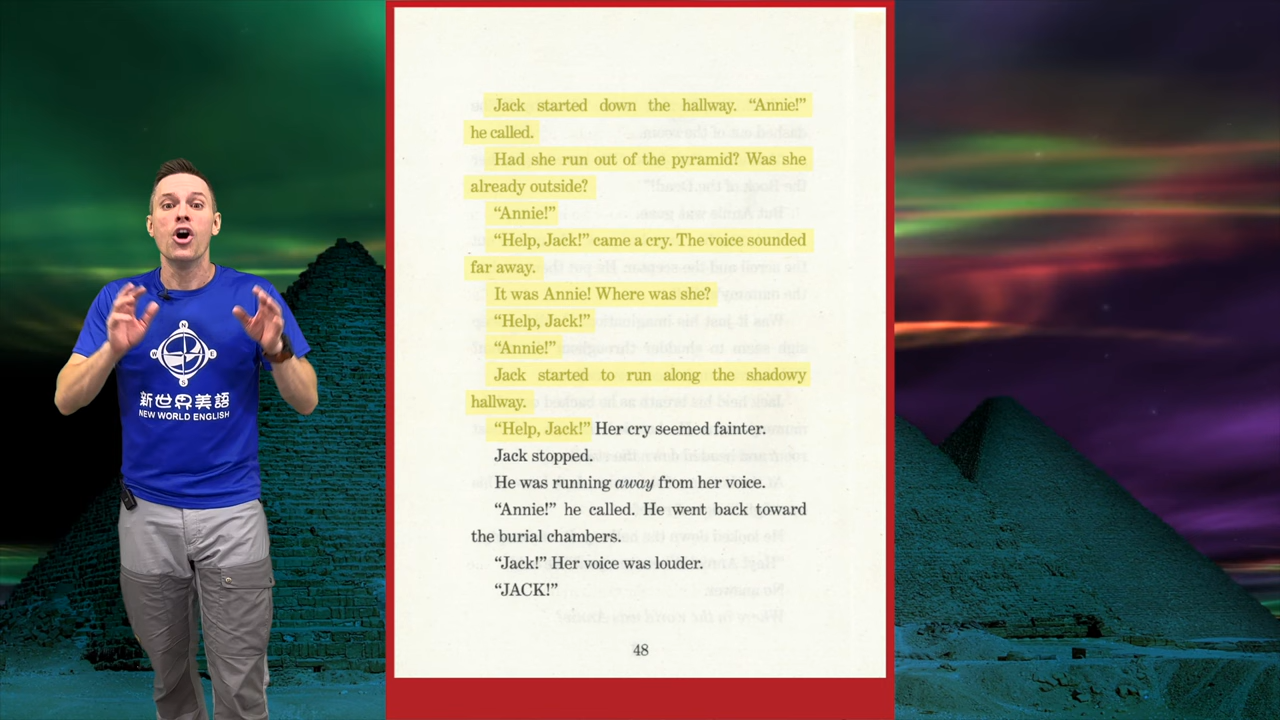 N
W
E
S
新世界美語
NEW WORLD ENGLISH
Jack started down the hallway. “Annie!”
he called.
Had she run out of the pyramid? Was she
already outside?
“Annie!”
“Help, Jack!” came a cry. The voice sounded
far away.
It was Annie! Where was she?
“Help, Jack!”
“Annie!”
Jack started to run along the shadowy
hallway.
“Help, Jack!” Her cry seemed fainter.
Jack stopped.
He was running away from her voice.
“Annie!” he called. He went back toward
the burial chambers.
“Jack!” Her voice was louder.
“JACK!”
48